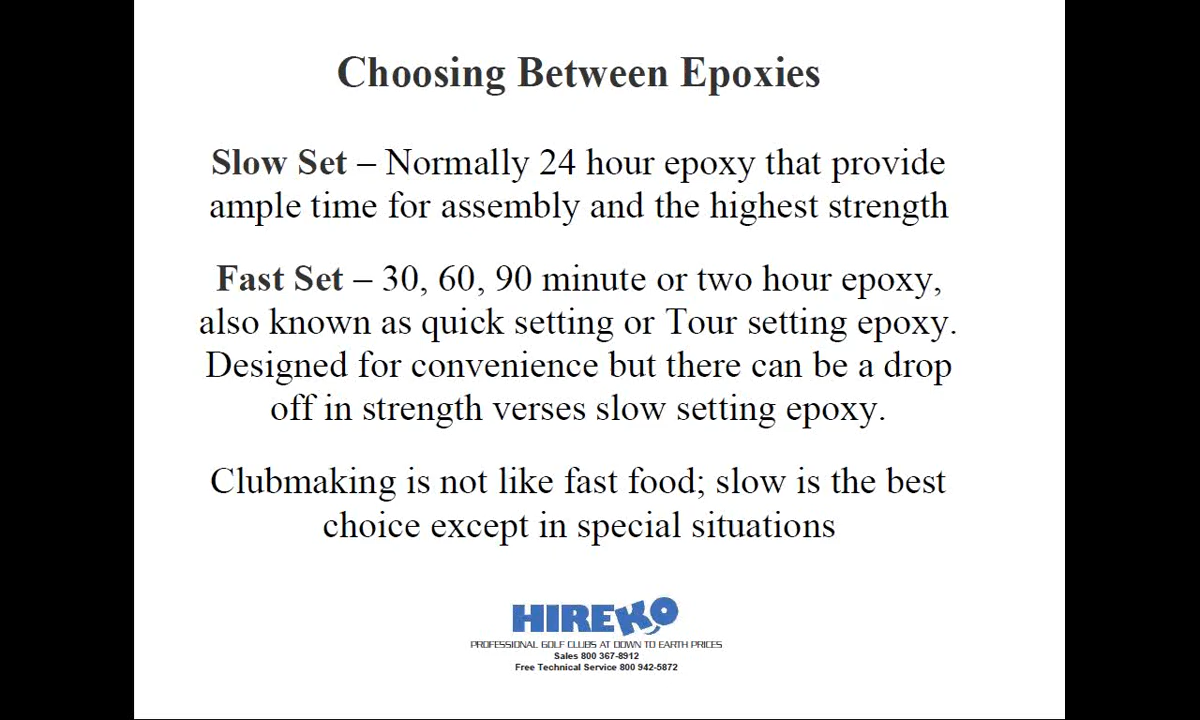 Choosing Between Epoxies
Slow Set – Normally 24 hour epoxy that provide
ample time for assembly and the highest strength
Fast Set – 30, 60, 90 minute or two hour epoxy,
also known as quick setting or Tour setting epoxy.
Designed for convenience but there can be a drop
off in strength verses slow setting epoxy.
Clubmaking is not like fast food; slow is the best
choice except in special situations
HIREKO
PROFESSIONAL GOLF CLUBS AT DOWN TO EARTH PRICES
Sales 800 367-8912
Free Technical Service 800 942-5872